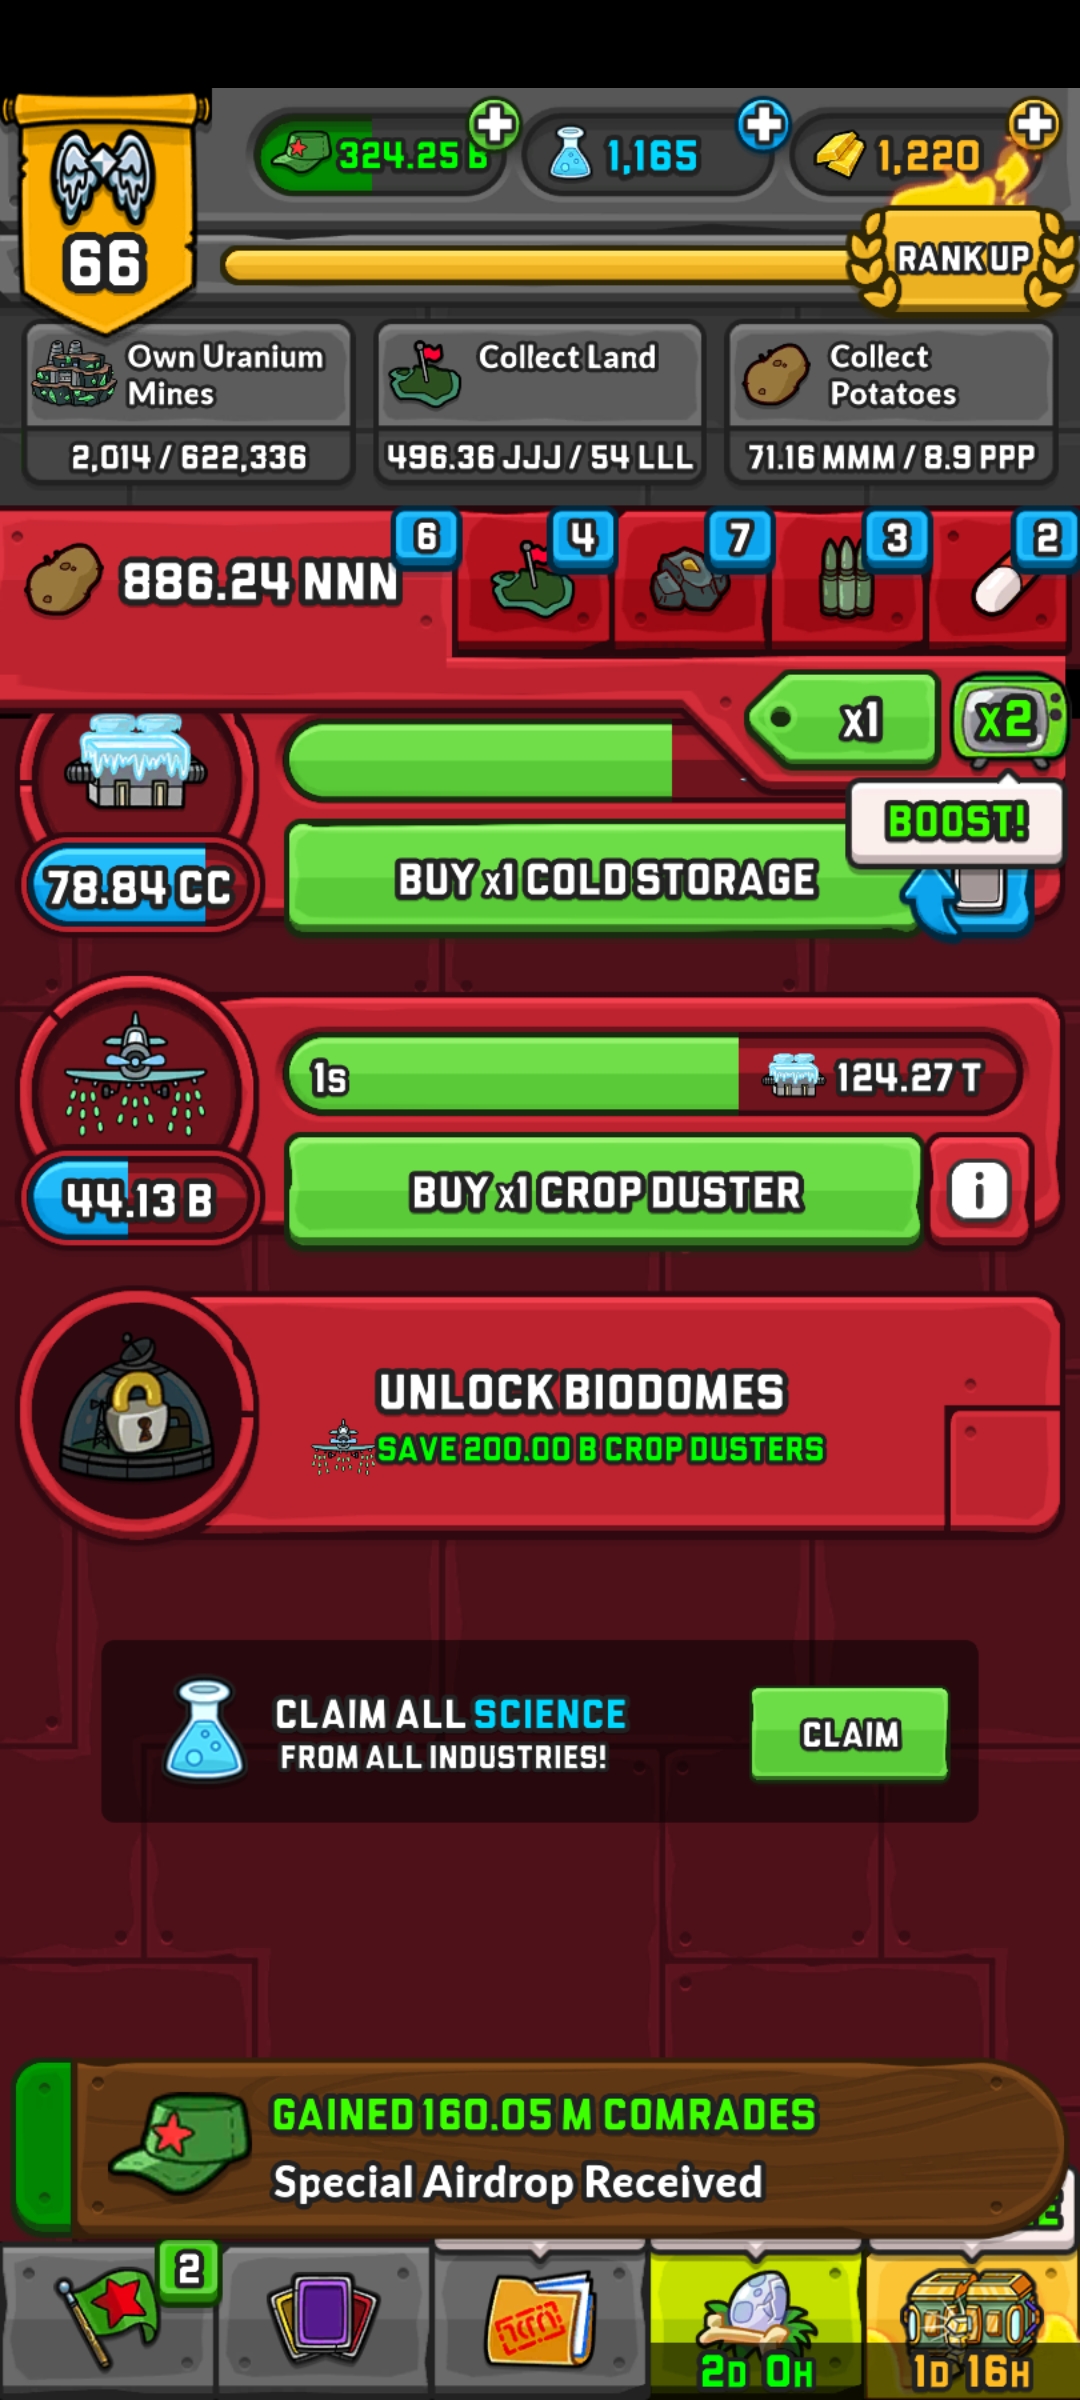 324.25 B
1,165
1,220
66
RANK UP
Own Uranium
Mines
2,014 / 622,336
Collect Land
496.36 JJJ / 54 LLL
Collect
Potatoes
71.16 MMM / 8.9 PPP
886.24 NNN
6
4
7
3
2
x1
x2
BOOST!
78.84 CC
BUY x1 COLD STORAGE
1s
124.27 T
44.13 B
BUY x1 CROP DUSTER
i
UNLOCK BIODOMES
SAVE 200.00 B CROP DUSTERS
CLAIM ALL SCIENCE
FROM ALL INDUSTRIES!
CLAIM
GAINED 160.05 M COMRADES
Special Airdrop Received
2
2D 0H
1D 16H